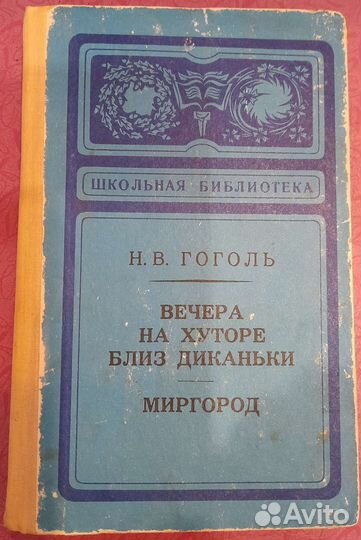 ШКОЛЬНАЯ БИБЛИОТЕКА
Н. В. ГОГОЛЬ
ВЕЧЕРА
НА ХУТОРЕ
БЛИЗ ДИКАНЬКИ
МИРГОРОД
Avito